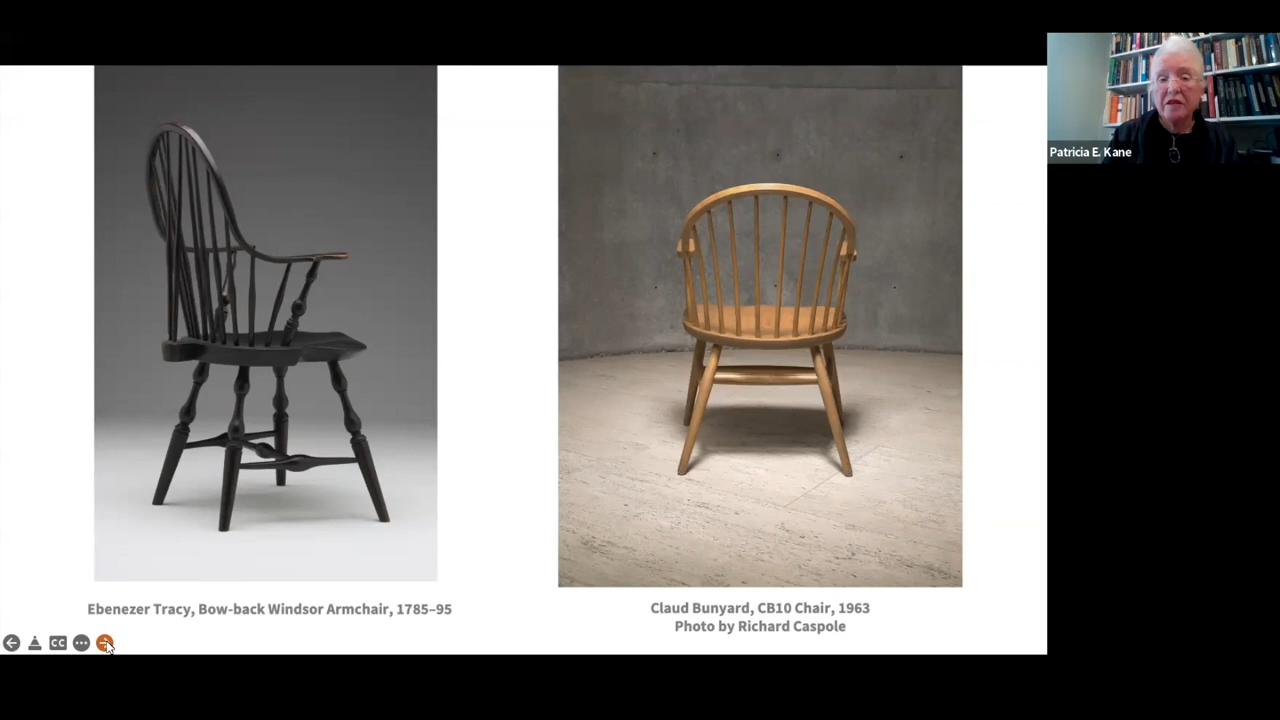 Patricia E. Kane
Ebenezer Tracy, Bow-back Windsor Armchair, 1785–95
Claud Bunyard, CB10 Chair, 1963
Photo by Richard Caspole
CC